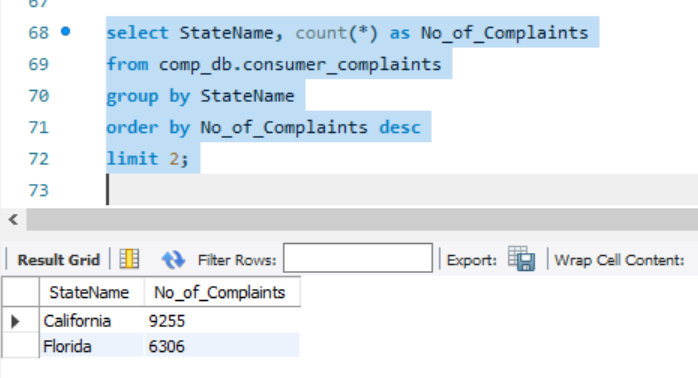 67
68 select StateName, count(*) as No_of_Complaints
69 from comp_db.consumer_complaints
70 group by StateName
71 order by No_of_Complaints desc
72 limit 2;
73
Result Grid Filter Rows: Export: Wrap Cell Content:
StateName No_of_Complaints
California 9255
Florida 6306